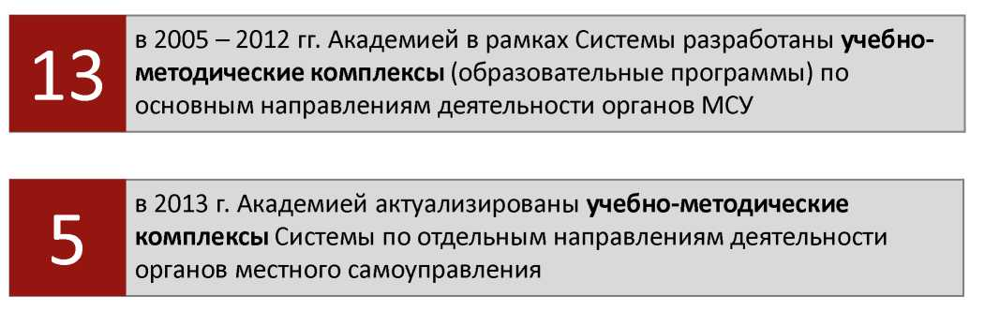 13
в 2005 – 2012 гг. Академией в рамках Системы разработаны учебно-
методические комплексы (образовательные программы) по
основным направлениям деятельности органов МСУ
5
в 2013 г. Академией актуализированы учебно-методические
комплексы Системы по отдельным направлениям деятельности
органов местного самоуправления